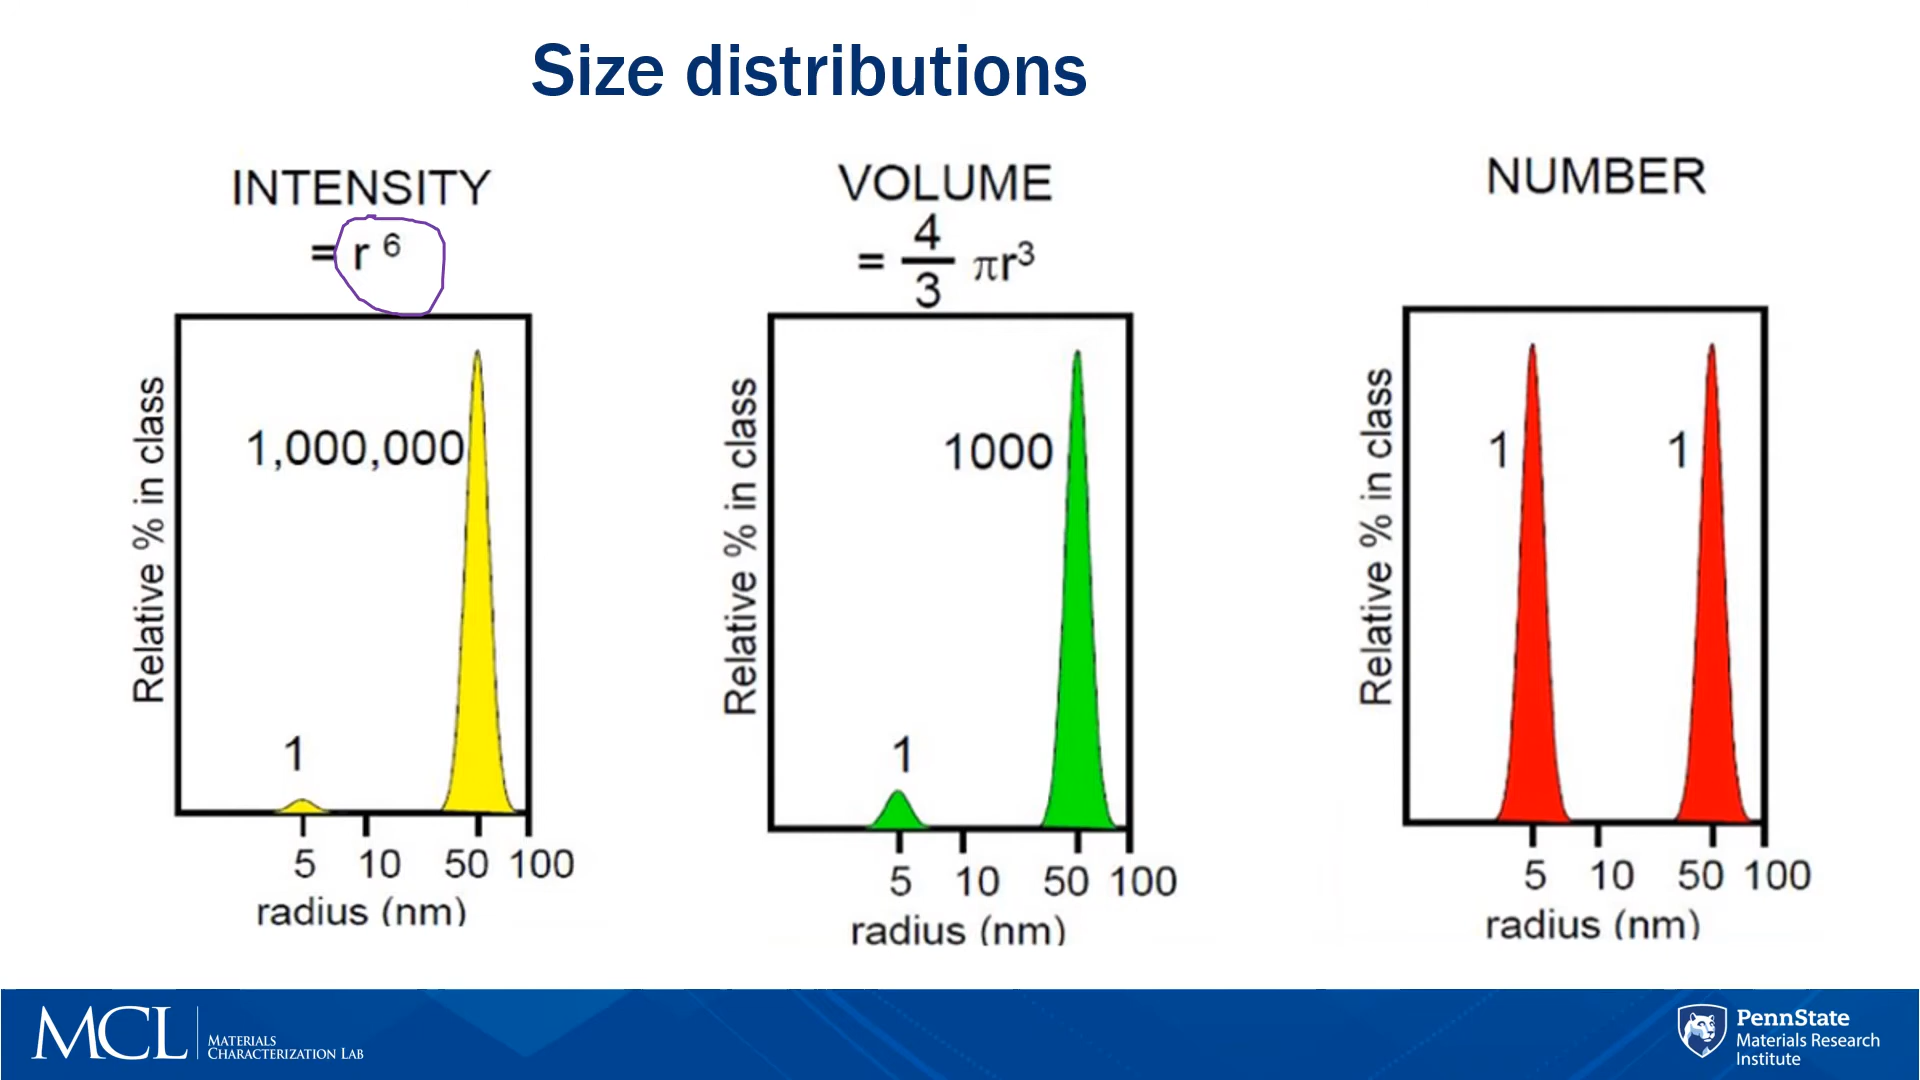 Size distributions
INTENSITY
= r 6
Relative % in class
1,000,000
1
5 10 50 100
radius (nm)
VOLUME
= 4/3 πr3
Relative % in class
1000
1
5 10 50 100
radius (nm)
NUMBER
Relative % in class
1 1
5 10 50 100
radius (nm)
MCL
MATERIALS
CHARACTERIZATION LAB
PennState
Materials Research
Institute